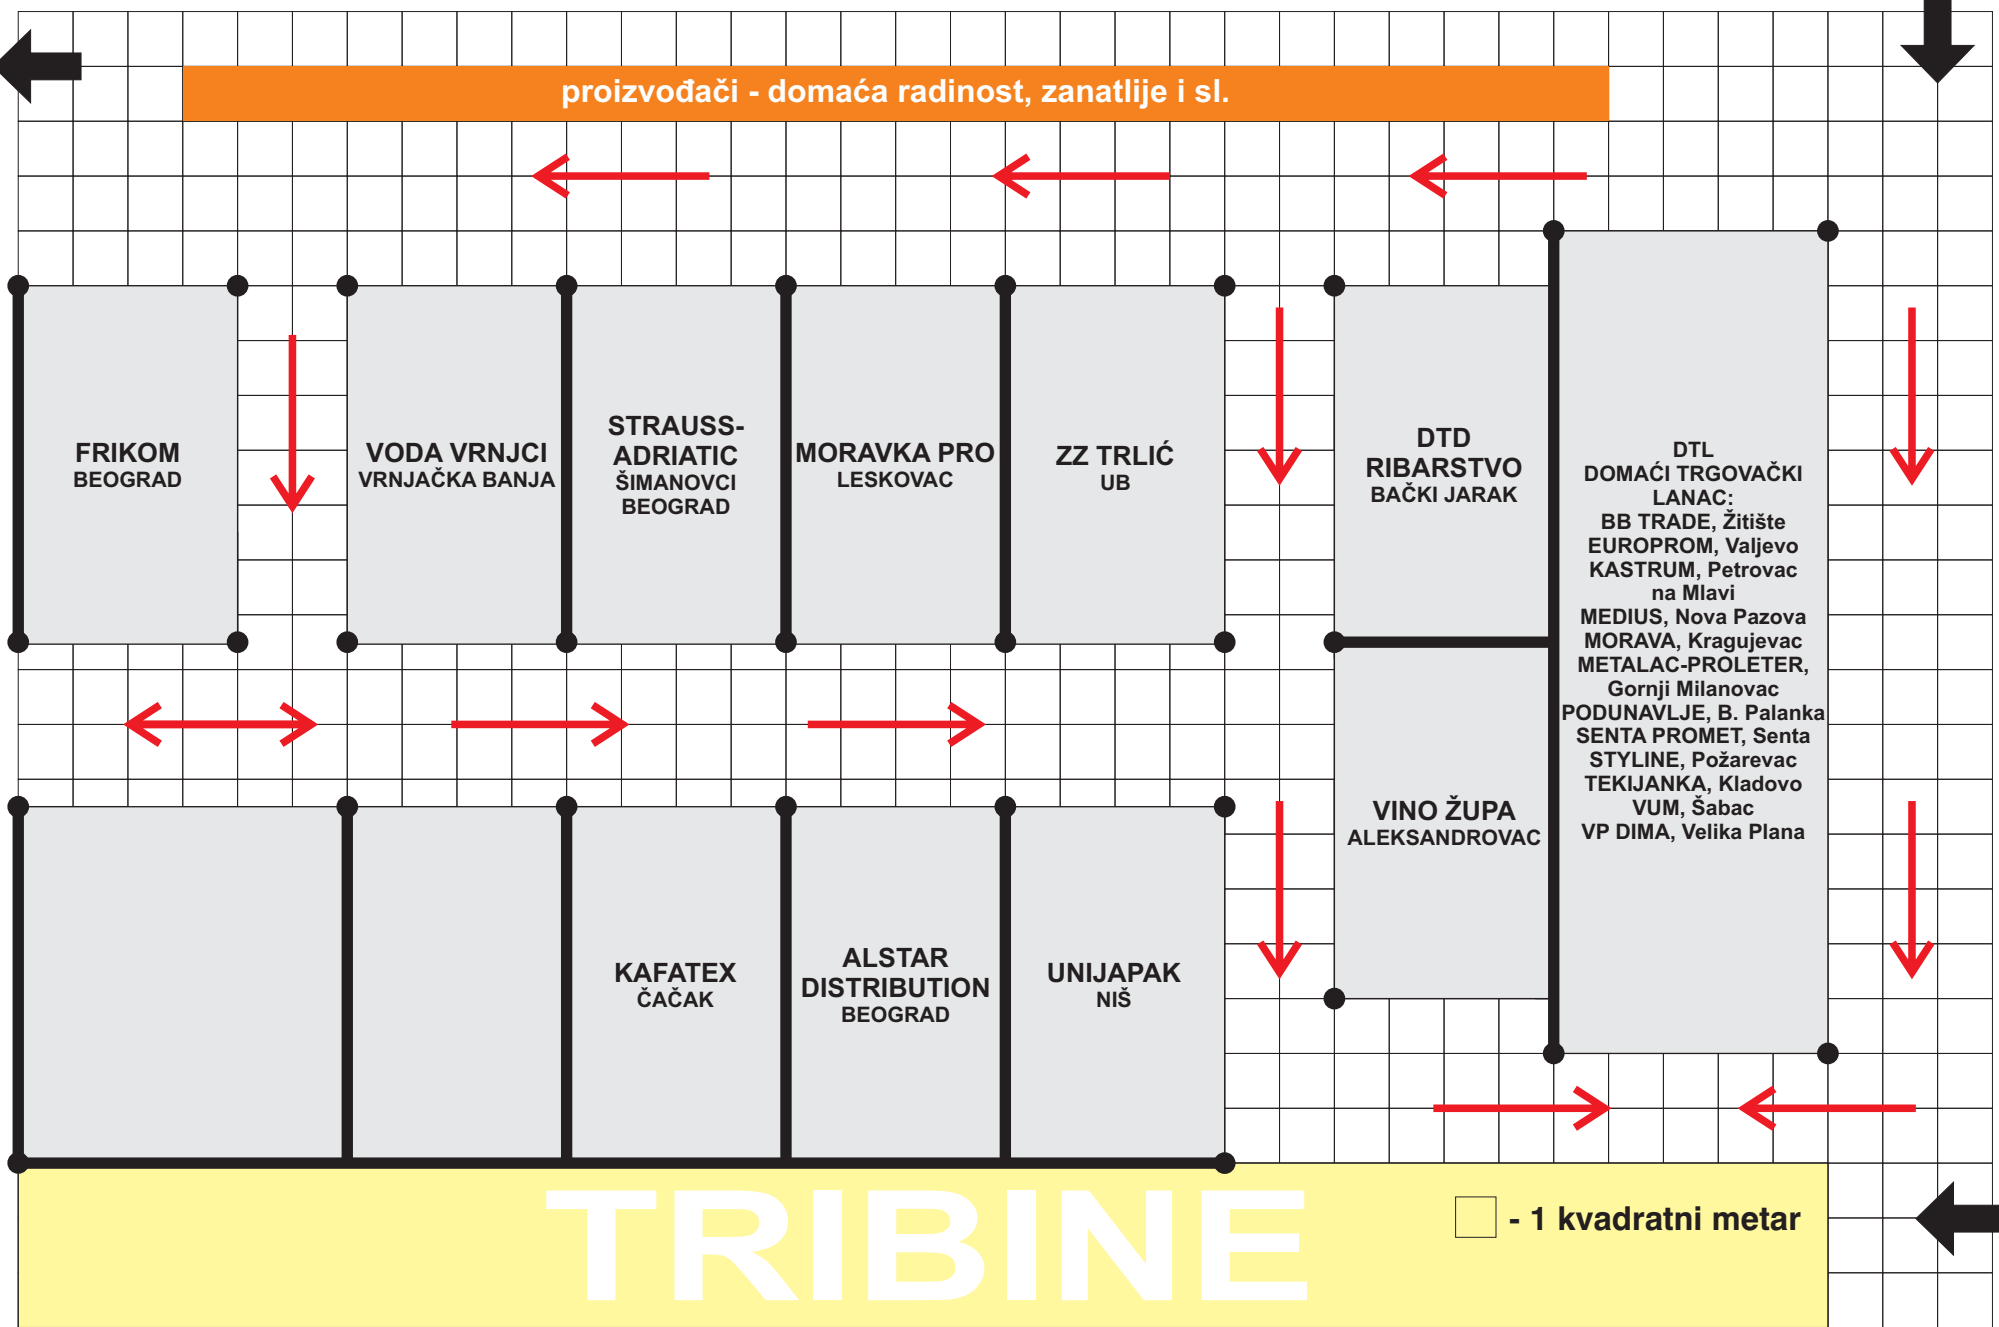 proizvođači - domaća radinost, zanatlije i sl.
FRIKOM
BEOGRAD
VODA VRNJCI
VRNJAČKA BANJA
STRAUSS-
ADRIATIC
ŠIMANOVCI
BEOGRAD
MORAVKA PRO
LESKOVAC
ZZ TRLIĆ
UB
DTD
RIBARSTVO
BAČKI JARAK
DTL
DOMAĆI TRGOVAČKI
LANAC:
BB TRADE, Žitište
EUROPROM, Valjevo
KASTRUM, Petrovac
na Mlavi
MEDIUS, Nova Pazova
MORAVA, Kragujevac
METALAC-PROLETER,
Gornji Milanovac
PODUNAVLJE, B. Palanka
SENTA PROMET, Senta
STYLINE, Požarevac
TEKIJANKA, Kladovo
VUM, Šabac
VP DIMA, Velika Plana
VINO ŽUPA
ALEKSANDROVAC
KAFATEX
ČAČAK
ALSTAR
DISTRIBUTION
BEOGRAD
UNIJAPAK
NIŠ
TRIBINE
- 1 kvadratni metar